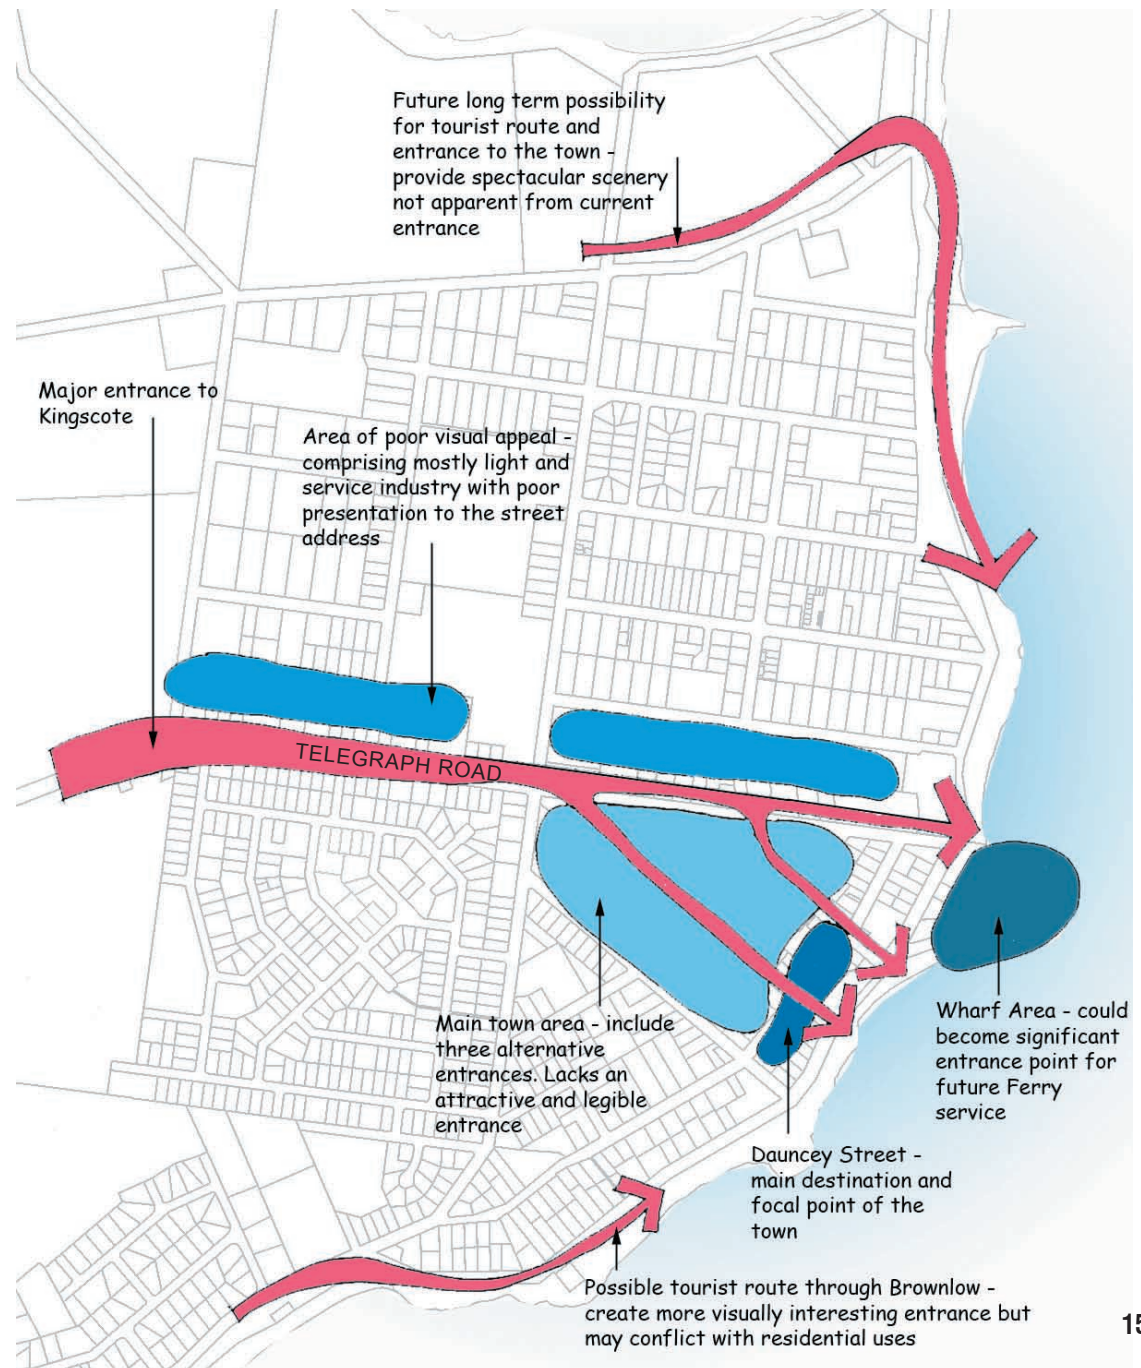 Future long term possibility
for tourist route and
entrance to the town -
provide spectacular scenery
not apparent from current
entrance
Major entrance to
Kingscote
Area of poor visual appeal -
comprising mostly light and
service industry with poor
presentation to the street
address
TELEGRAPH ROAD
Main town area - include
three alternative
entrances. Lacks an
attractive and legible
entrance
Wharf Area - could
become significant
entrance point for
future Ferry
service
Dauncey Street -
main destination and
focal point of the
town
Possible tourist route through Brownlow -
create more visually interesting entrance but
may conflict with residential uses
15